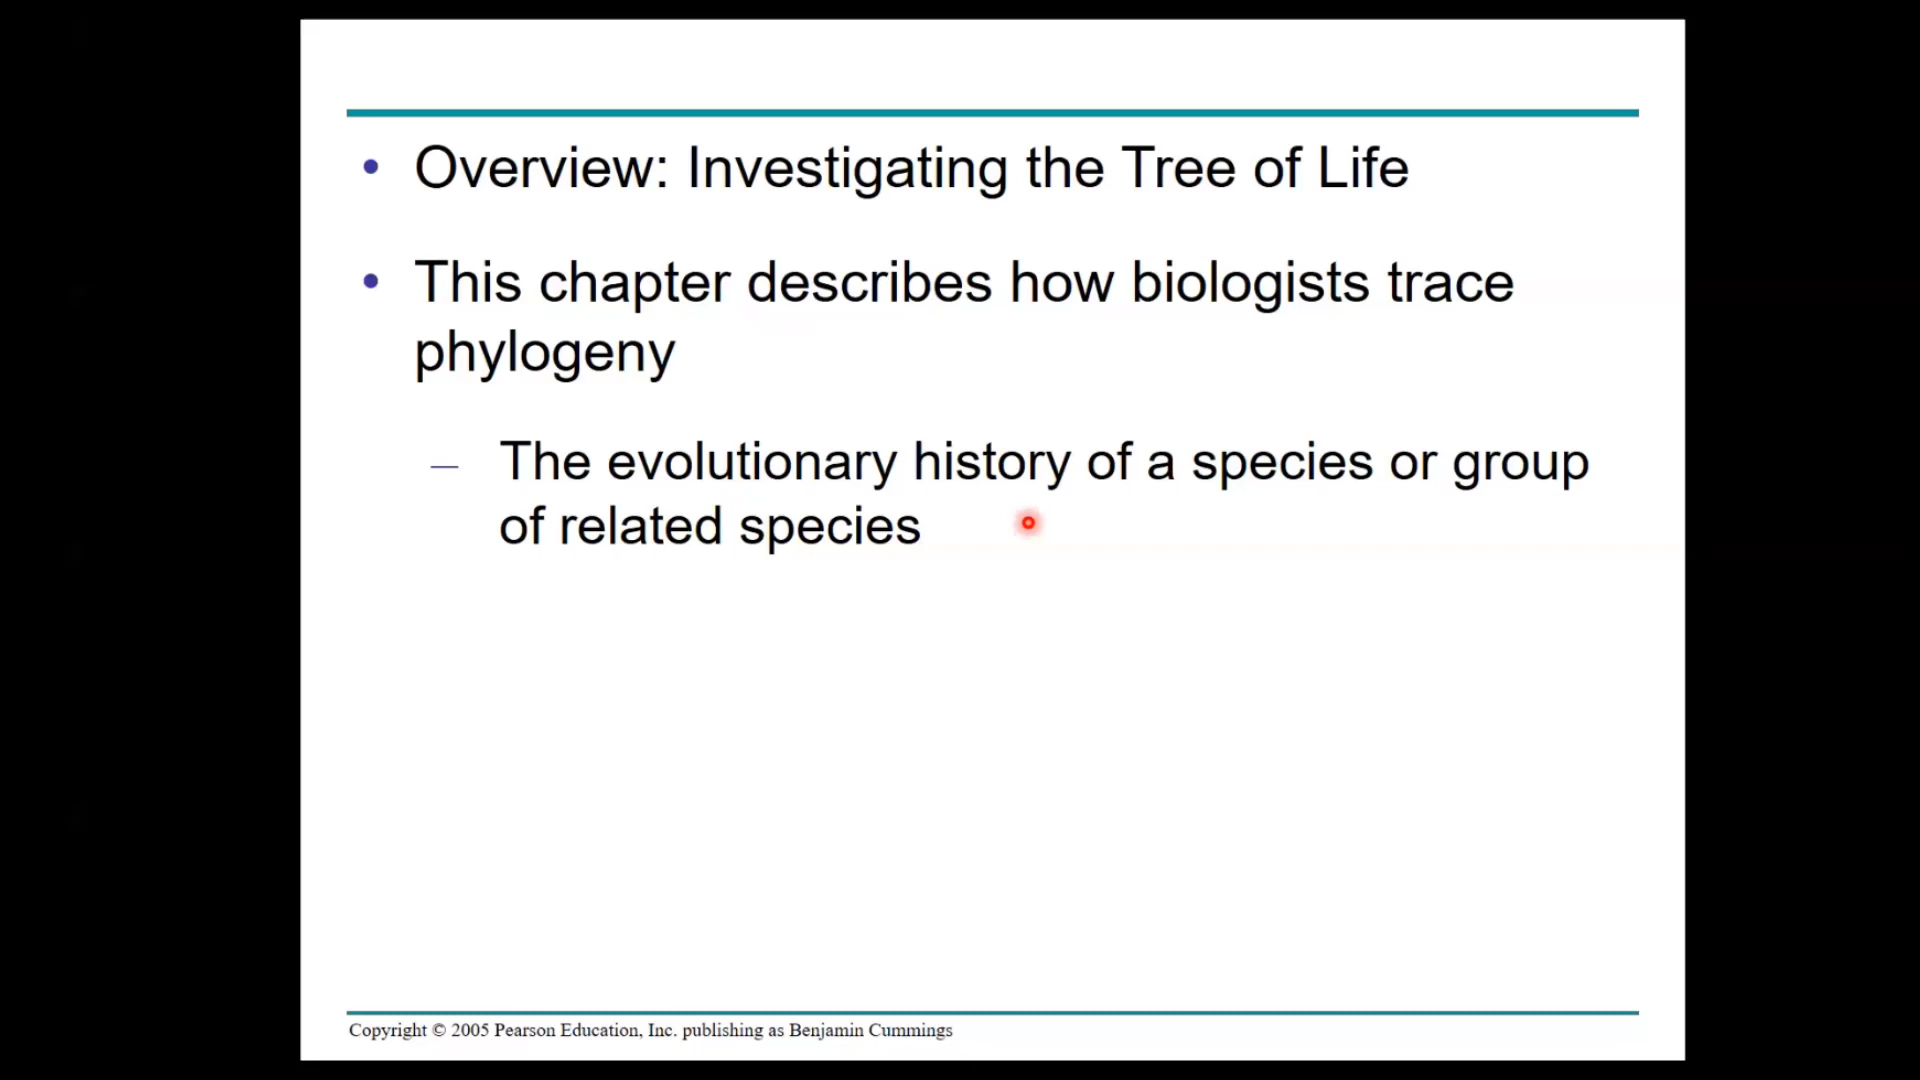 • Overview: Investigating the Tree of Life
• This chapter describes how biologists trace
phylogeny
– The evolutionary history of a species or group
of related species
Copyright © 2005 Pearson Education, Inc. publishing as Benjamin Cummings